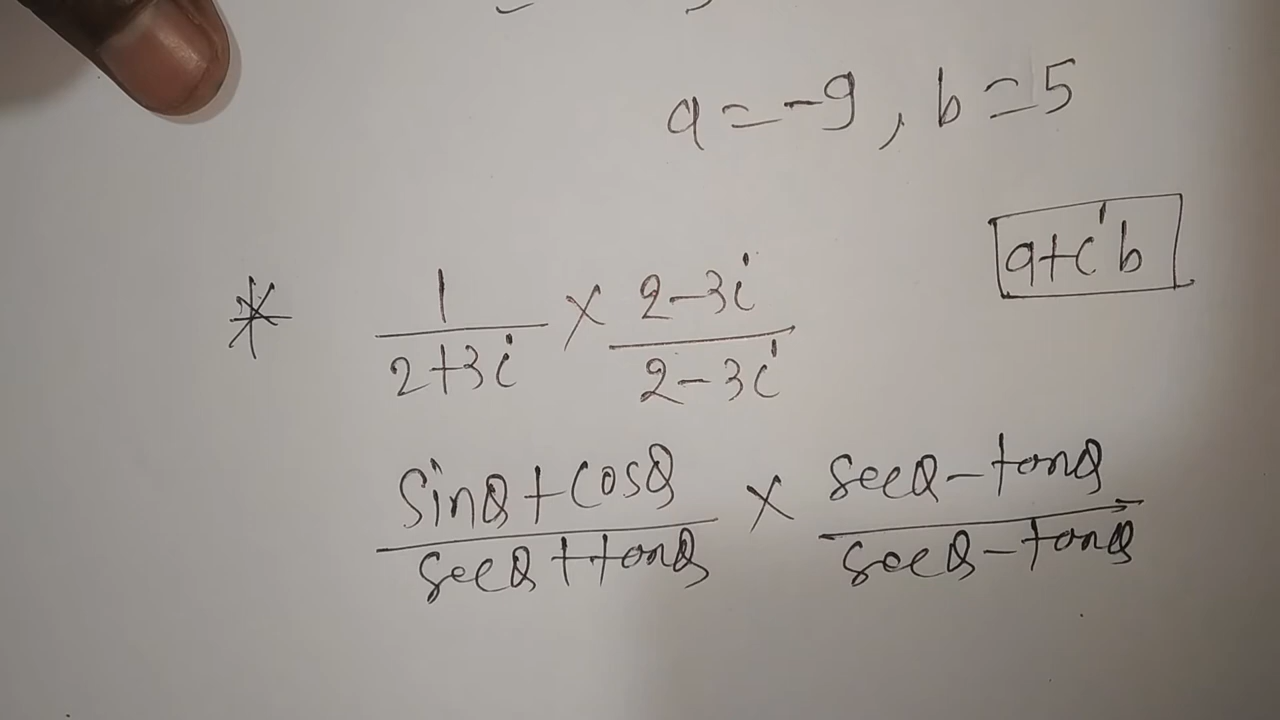 a = -9, b = 5
a+ib
* 1/(2+3i) × (2-3i)/(2-3i)
(sinθ + cosθ)/(secθ + tanθ) × (secθ - tanθ)/(secθ - tanθ)